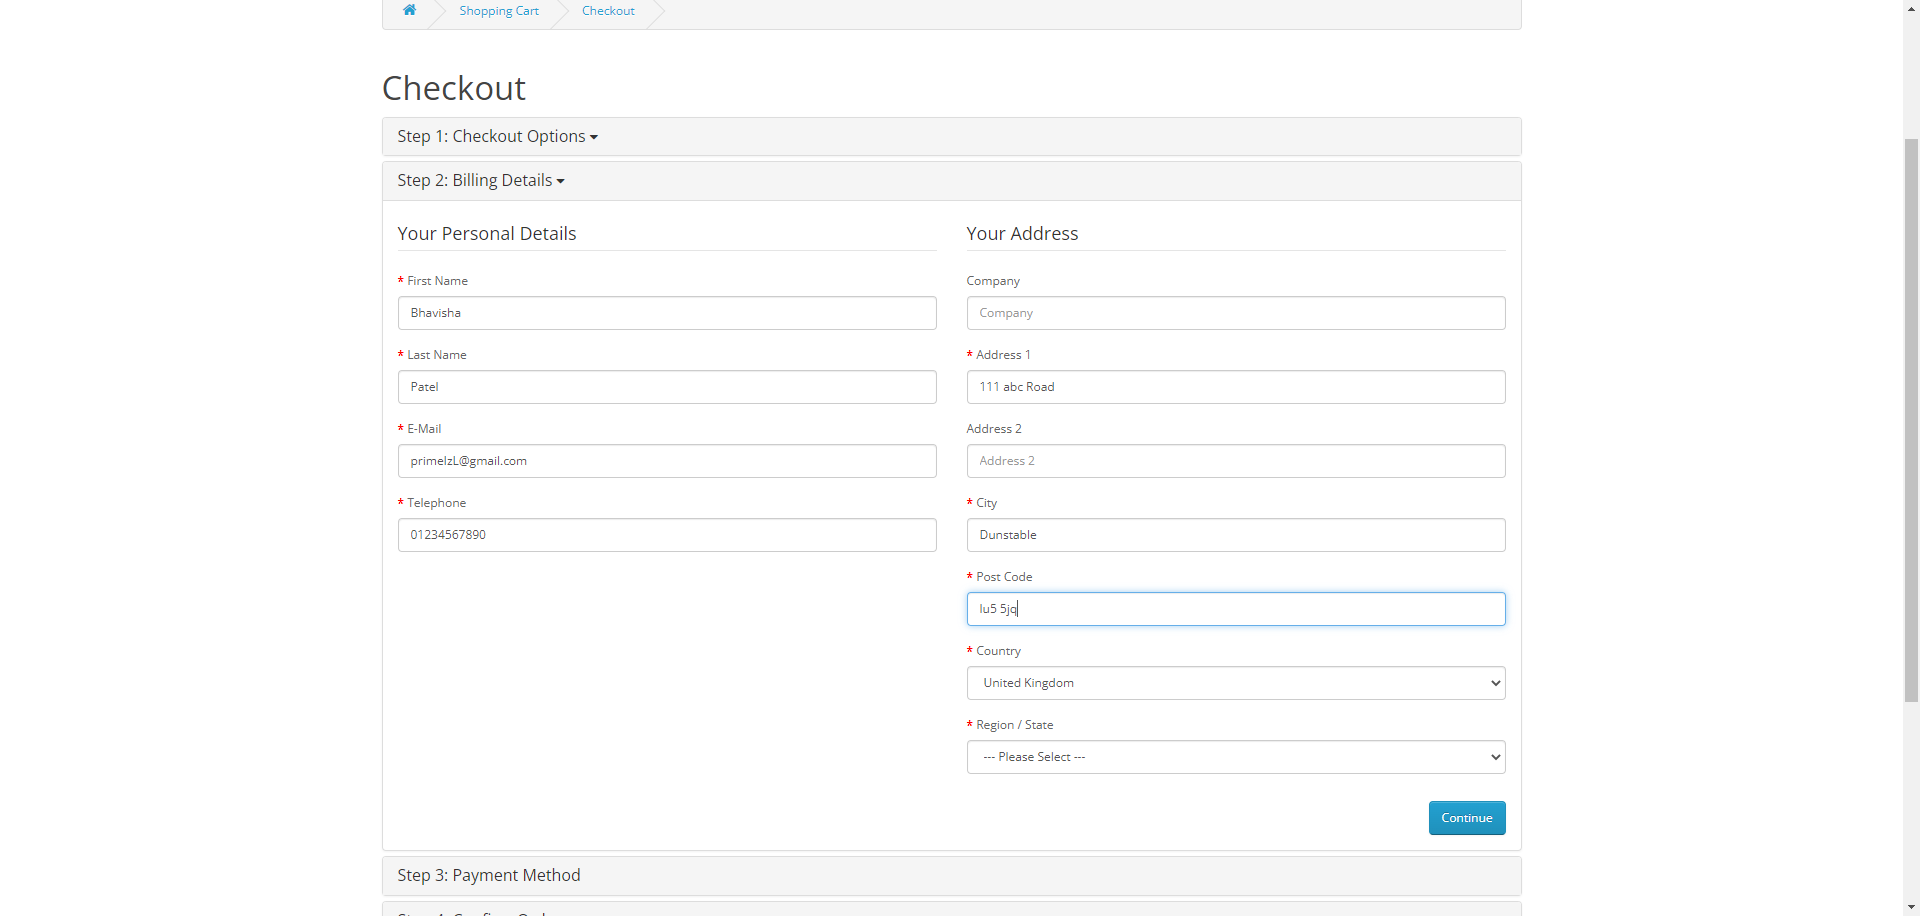 Shopping Cart
Checkout
Checkout
Step 1: Checkout Options
Step 2: Billing Details
Your Personal Details
* First Name
Bhavisha
* Last Name
Patel
* E-Mail
primelzL@gmail.com
* Telephone
01234567890
Your Address
Company
Company
* Address 1
111 abc Road
Address 2
Address 2
* City
Dunstable
* Post Code
lu5 5jq
* Country
United Kingdom
* Region / State
--- Please Select ---
Continue
Step 3: Payment Method